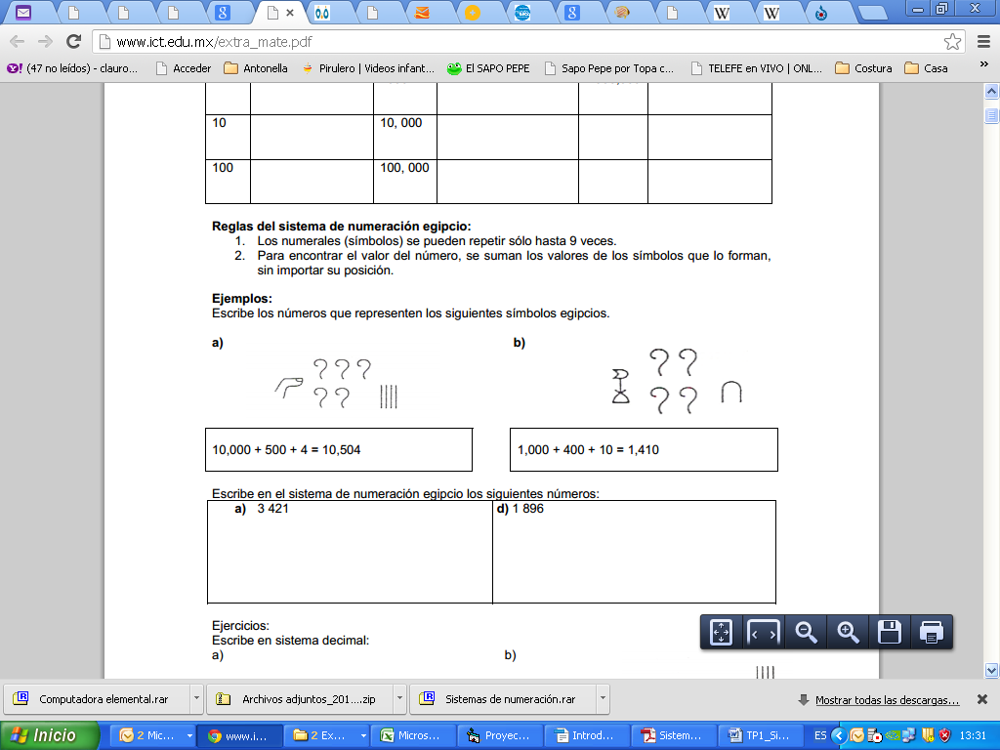 www.ict.edu.mx/extra_mate.pdf
(47 no leídos) - clauro...
Acceder
Antonella
Pirulero | Videos infant...
El SAPO PEPE
Sapo Pepe por Topa c...
TELEFE en VIVO | ONL...
Costura
Casa
10 10, 000
100 100, 000
Reglas del sistema de numeración egipcio:
1. Los numerales (símbolos) se pueden repetir sólo hasta 9 veces.
2. Para encontrar el valor del número, se suman los valores de los símbolos que lo forman,
sin importar su posición.
Ejemplos:
Escribe los números que representen los siguientes símbolos egipcios.
a) b)
10,000 + 500 + 4 = 10,504
1,000 + 400 + 10 = 1,410
Escribe en el sistema de numeración egipcio los siguientes números:
a) 3 421
d) 1 896
Ejercicios:
Escribe en sistema decimal:
a) b)
Computadora elemental.rar
Archivos adjuntos_201....zip
Sistemas de numeración.rar
Mostrar todas las descargas...
Inicio
2 Mic...
www.i...
2 Ex...
Micros...
Proyec...
Introd...
Sistem...
TP1_Si...
ES
13:31